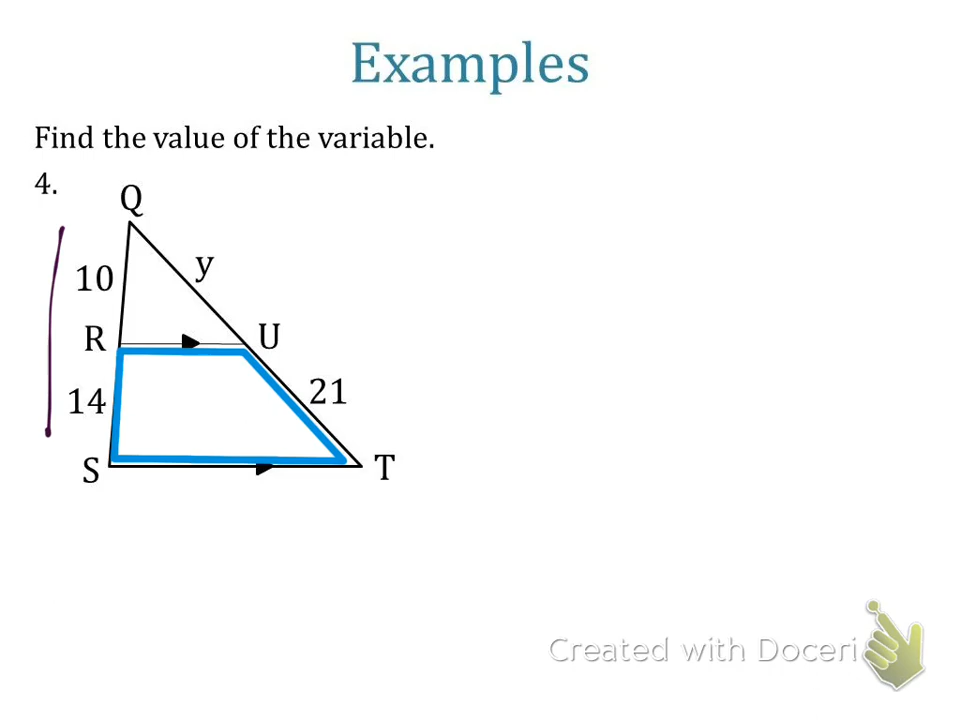 Examples
Find the value of the variable.
4.
Q
10
y
R
U
14
21
S
T
Created with Doceri